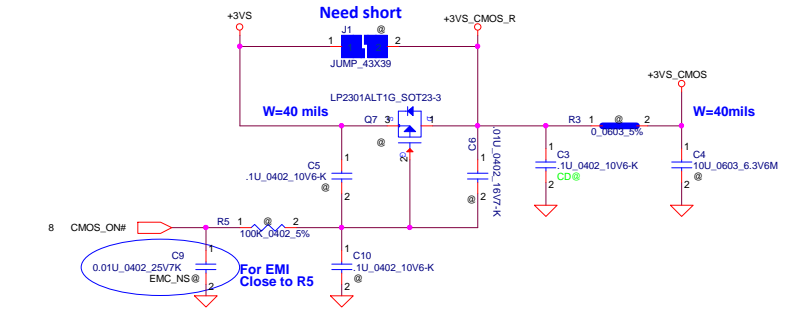 Need short
+3VS
J1 @
+3VS_CMOS_R
1 2
JUMP_43X39
+3VS_CMOS
LP2301ALT1G_SOT23-3
W=40 mils
Q7 3 1
R3 1 @ 2
W=40mils
0_0603_5%
@
C5
.1U_0402_10V6-K
@
1
2
2
C6
.01U_0402_16V7-K
@
1
2
C3
.1U_0402_10V6-K
CD@
1
2
C4
10U_0603_6.3V6M
@
1
2
8 CMOS_ON#
R5 1 @ 2
100K_0402_5%
C9
0.01U_0402_25V7K
EMC_NS@
1
2
For EMI
Close to R5
C10
.1U_0402_10V6-K
@
1
2